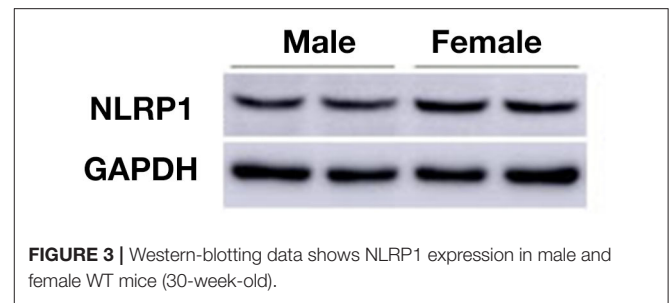 Male Female
NLRP1
GAPDH
FIGURE 3 | Western-blotting data shows NLRP1 expression in male and
female WT mice (30-week-old).